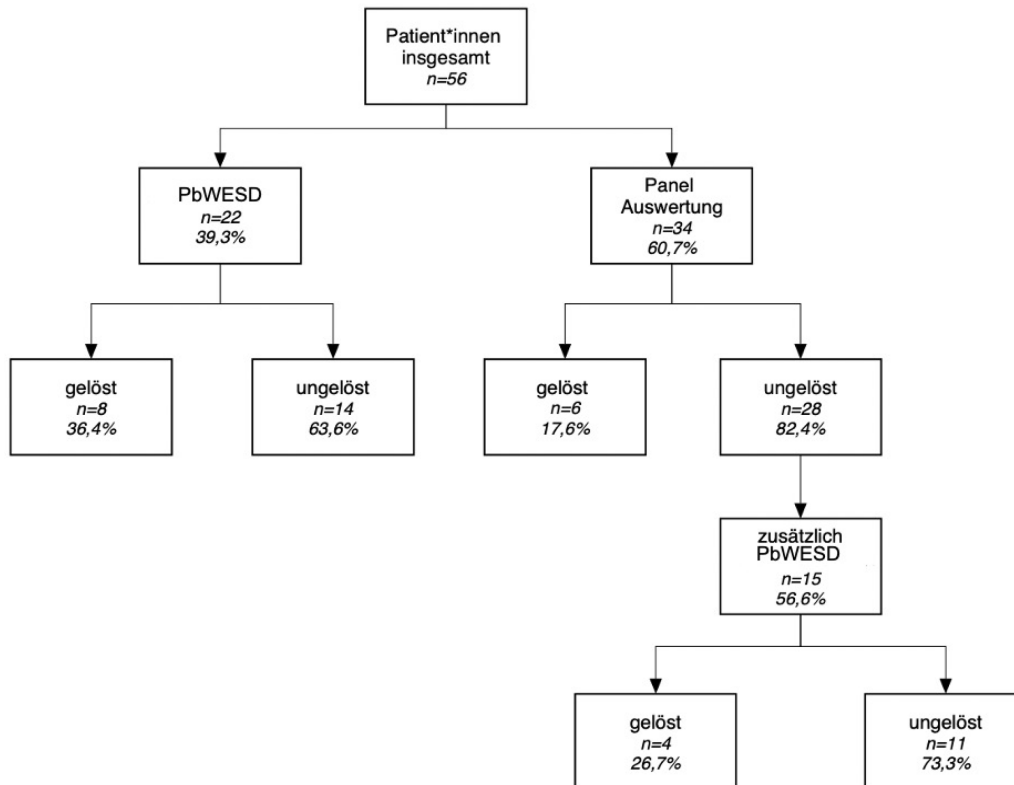 Patient*innen
insgesamt
n=56
PbWESD
n=22
39,3%
Panel
Auswertung
n=34
60,7%
gelöst
n=8
36,4%
ungelöst
n=14
63,6%
gelöst
n=6
17,6%
ungelöst
n=28
82,4%
zusätzlich
PbWESD
n=15
56,6%
gelöst
n=4
26,7%
ungelöst
n=11
73,3%